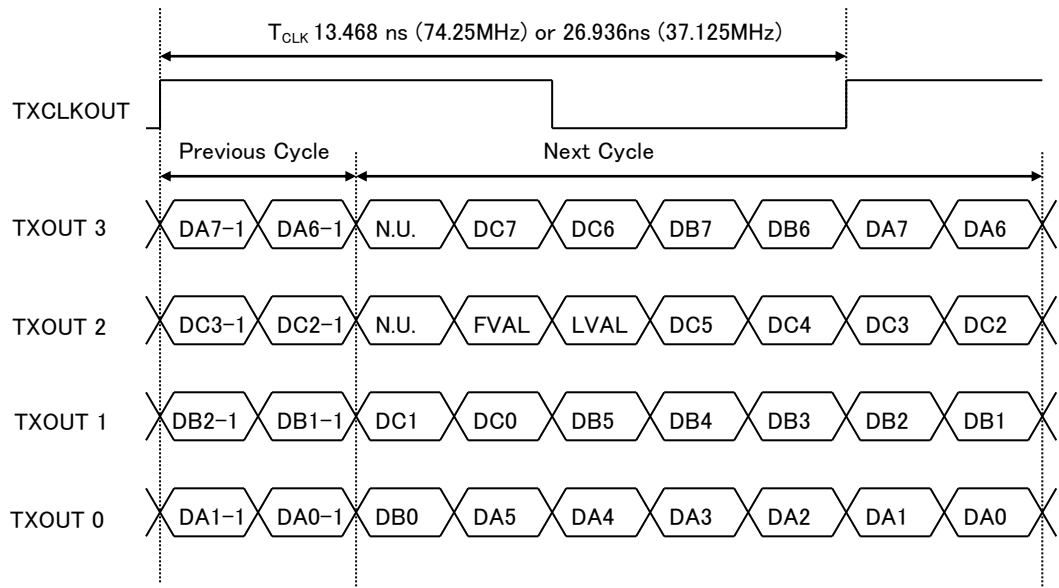 TCLK 13.468 ns (74.25MHz) or 26.936ns (37.125MHz)
TXCLKOUT
Previous Cycle Next Cycle
TXOUT 3 DA7-1 DA6-1 N.U. DC7 DC6 DB7 DB6 DA7 DA6
TXOUT 2 DC3-1 DC2-1 N.U. FVAL LVAL DC5 DC4 DC3 DC2
TXOUT 1 DB2-1 DB1-1 DC1 DC0 DB5 DB4 DB3 DB2 DB1
TXOUT 0 DA1-1 DA0-1 DB0 DA5 DA4 DA3 DA2 DA1 DA0